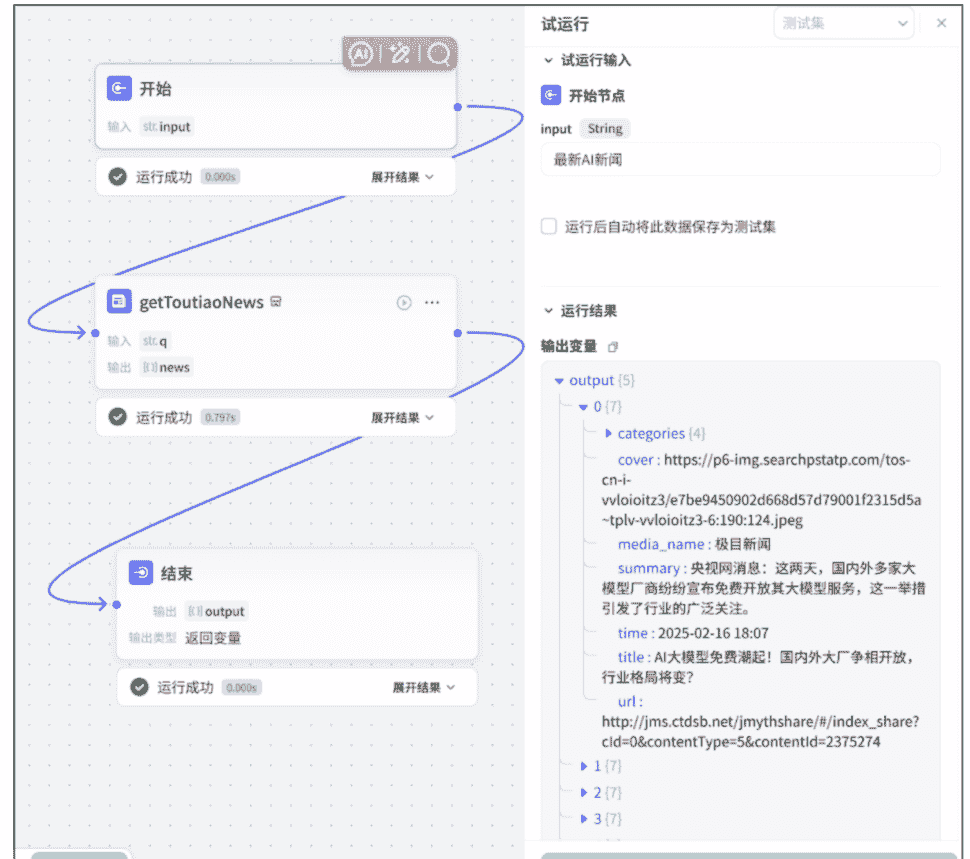 AI
开始
输入 str. input
运行成功 0.000s 展开结果
getToutiaoNews
输入 str. q
输出 [{}] news
运行成功 0.797s 展开结果
结束
输出 [{}] output
输出类型 返回变量
运行成功 0.000s 展开结果
试运行 测试集
试运行输入
开始节点
input String
最新AI新闻
运行后自动将此数据保存为测试集
运行结果
输出变量
output {5}
0 {7}
categories {4}
cover : https://p6-img.searchpstatp.com/tos-
cn-i-
vvloioitz3/e7be9450902d668d57d79001f2315d5a
~tplv-vvloioitz3-6:190:124.jpeg
media_name : 极目新闻
summary : 央视网消息：这两天，国内外多家大
模型厂商纷纷宣布免费开放其大模型服务，这一举措
引发了行业的广泛关注。
time : 2025-02-16 18:07
title : AI大模型免费潮起！国内外大厂争相开放，
行业格局将变？
url :
http://jms.ctdsb.net/jmythshare/#/index_share?
cid=0&contentType=5&contentId=2375274
1 {7}
2 {7}
3 {7}